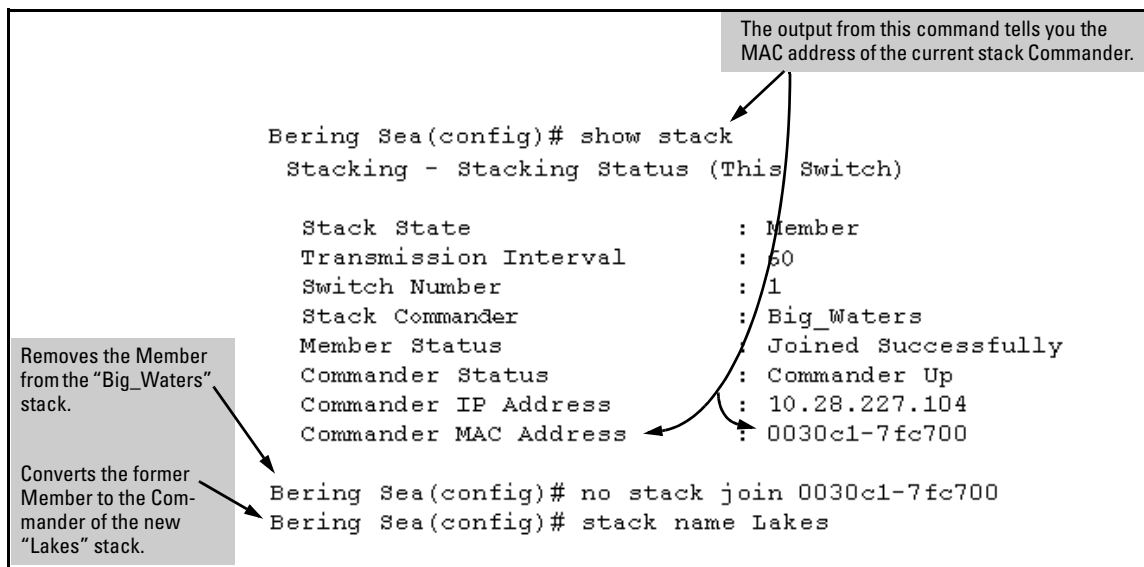 The output from this command tells you the
MAC address of the current stack Commander.
Bering Sea(config)# show stack
Stacking - Stacking Status (This Switch)
Stack State : Member
Transmission Interval : 60
Switch Number : 1
Stack Commander : Big_Waters
Member Status : Joined Successfully
Commander Status : Commander Up
Commander IP Address : 10.28.227.104
Commander MAC Address : 0030c1-7fc700
Removes the Member
from the “Big_Waters”
stack.
Converts the former
Member to the Com-
mander of the new
“Lakes” stack.
Bering Sea(config)# no stack join 0030c1-7fc700
Bering Sea(config)# stack name Lakes